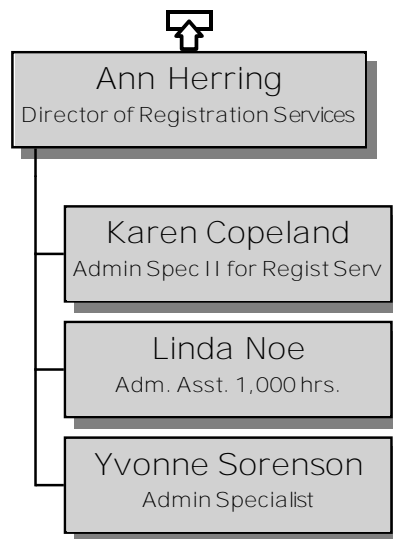 Ann Herring
Director of Registration Services
Karen Copeland
Admin Spec II for Regist Serv
Linda Noe
Adm. Asst. 1,000 hrs.
Yvonne Sorenson
Admin Specialist